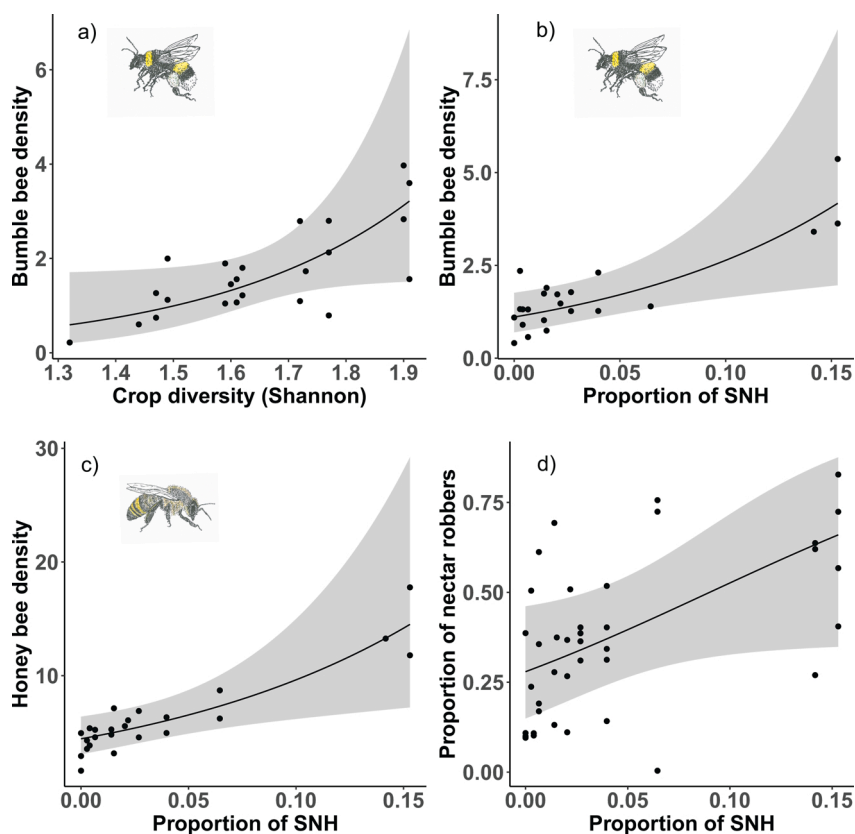 a)
Bumble bee density
6
4
2
0
1.3 1.4 1.5 1.6 1.7 1.8 1.9
Crop diversity (Shannon)
b)
Bumble bee density
7.5
5.0
2.5
0.0
0.00 0.05 0.10 0.15
Proportion of SNH
c)
Honey bee density
30
20
10
0.00 0.05 0.10 0.15
Proportion of SNH
d)
Proportion of nectar robbers
0.75
0.50
0.25
0.00
0.00 0.05 0.10 0.15
Proportion of SNH